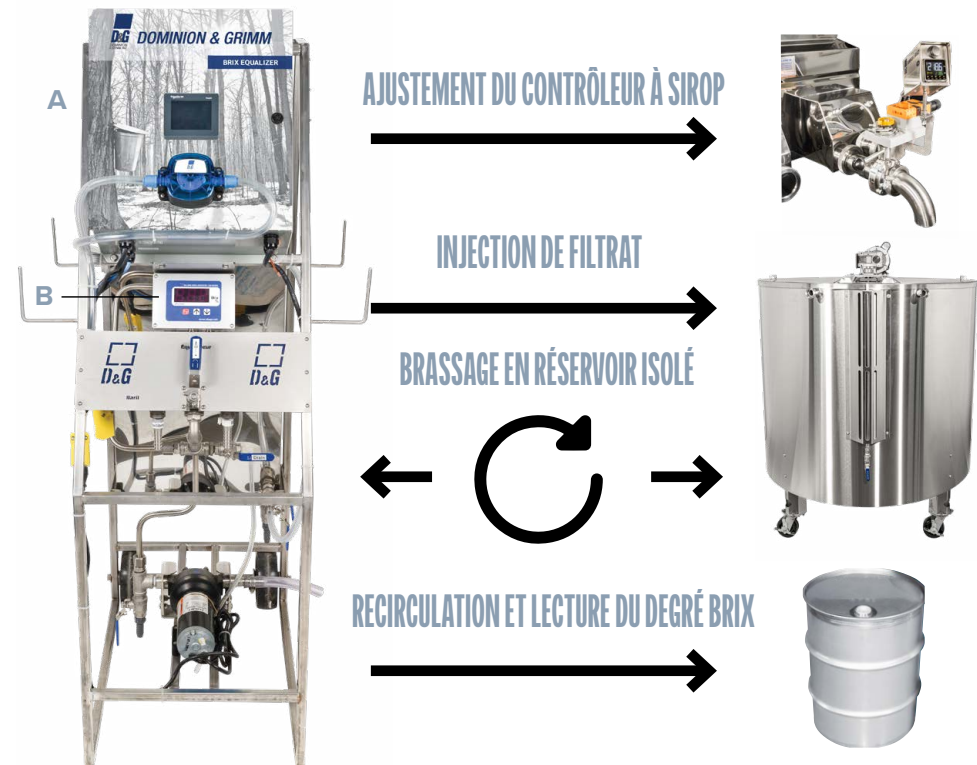 D&G DOMINION & GRIMM
BRIX EQUALIZER
A
AJUSTEMENT DU CONTRÔLEUR À SIROP
INJECTION DE FILTRAT
B
BRASSAGE EN RÉSERVOIR ISOLÉ
D&G
D&G
Baril
RECIRCULATION ET LECTURE DU DEGRÉ BRIX